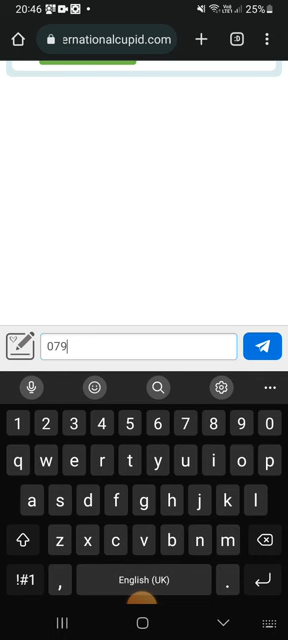 20:46
25%
ernationalcupid.com
:D
079
1 2 3 4 5 6 7 8 9 0
q w e r t y u i o p
a s d f g h j k l
z x c v b n m
!#1 , English (UK) .